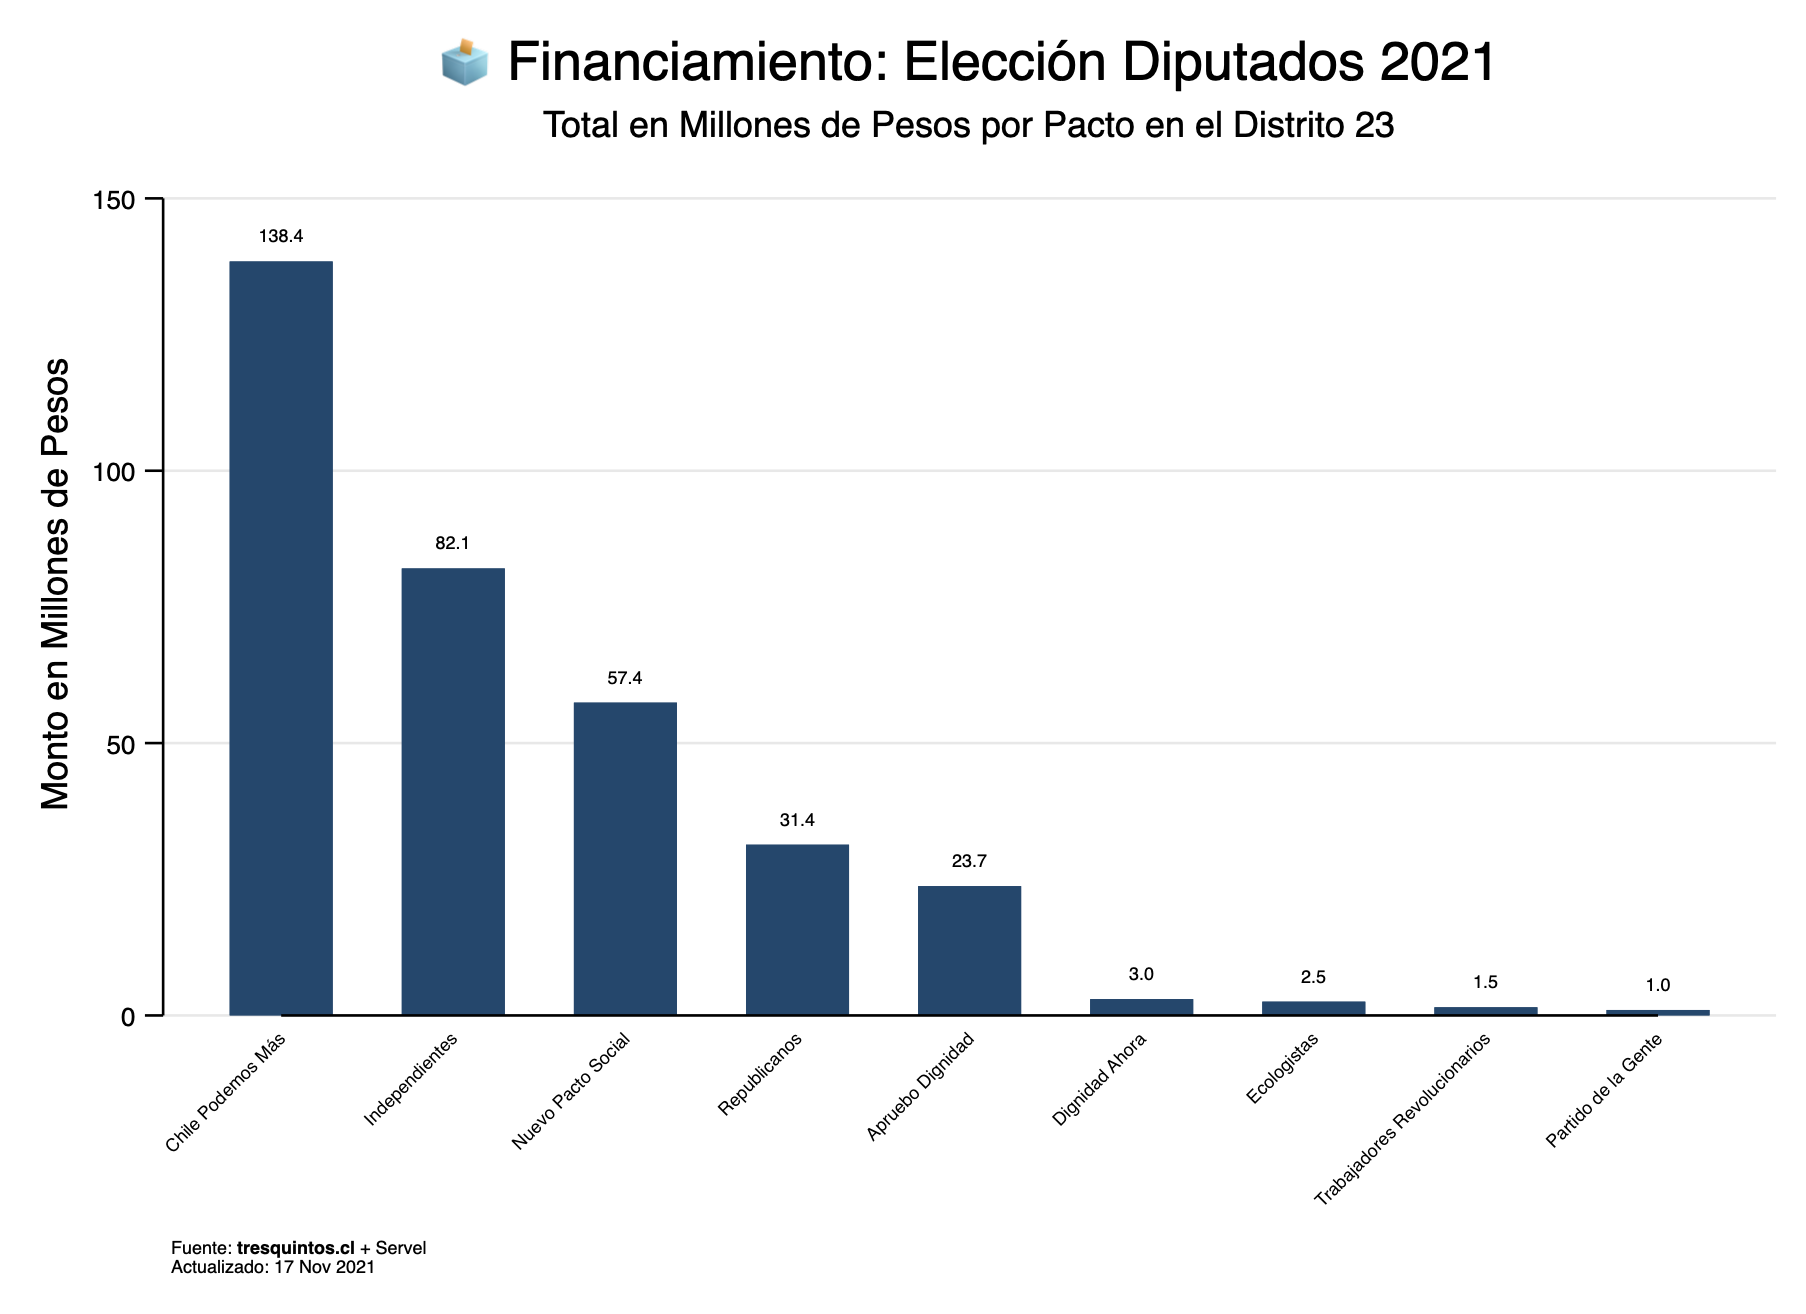 Financiamiento: Elección Diputados 2021
Total en Millones de Pesos por Pacto en el Distrito 23
Monto en Millones de Pesos
150
100
50
0
138.4
82.1
57.4
31.4
23.7
3.0
2.5
1.5
1.0
Chile Podemos Más
Independientes
Nuevo Pacto Social
Republicanos
Apruebo Dignidad
Dignidad Ahora
Ecologistas
Trabajadores Revolucionarios
Partido de la Gente
Fuente: tresquintos.cl + Servel
Actualizado: 17 Nov 2021